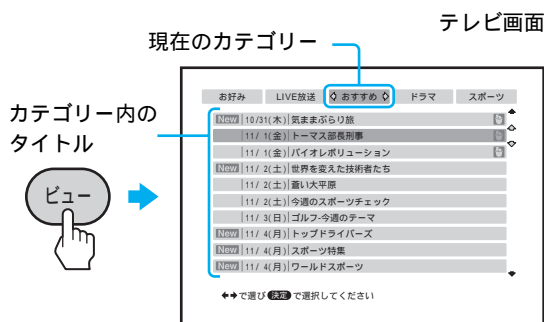 テレビ画面
現在のカテゴリー
お好み LIVE放送 おすすめ ドラマ スポーツ
カテゴリー内の
タイトル
New 10/31(木) 気ままぶらり旅
11/ 1(金) トーマス部長刑事
11/ 1(金) バイオレボリューション
New 11/ 2(土) 世界を変えた技術者たち
11/ 2(土) 蒼い大平原
11/ 2(土) 今週のスポーツチェック
11/ 3(日) ゴルフ-今週のテーマ
New 11/ 4(月) トップドライバーズ
New 11/ 4(月) スポーツ特集
New 11/ 4(月) ワールドスポーツ
ビュー
で選び 決定 で選択してください